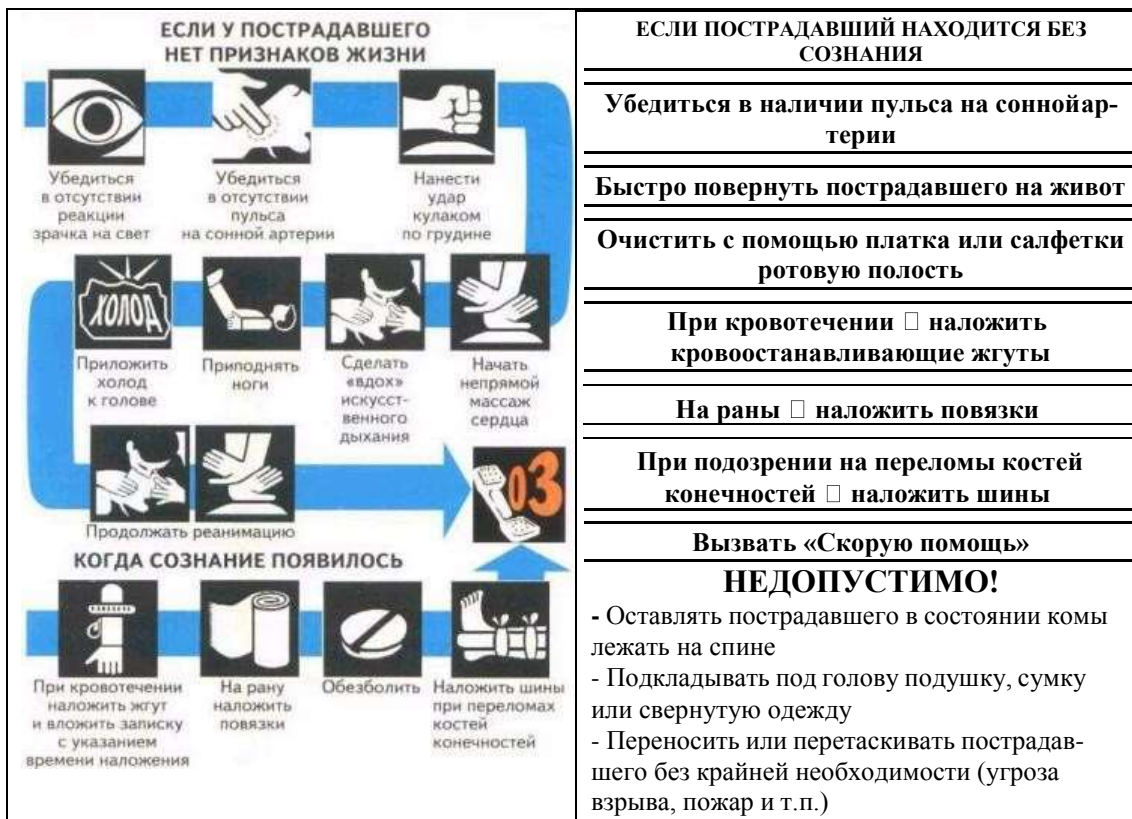 ЕСЛИ У ПОСТРАДАВШЕГО
НЕТ ПРИЗНАКОВ ЖИЗНИ
Убедиться
в отсутствии
реакции
зрачка на свет
Убедиться
в отсутствии
пульса
на сонной артерии
Нанести
удар
кулаком
по грудине
ХОЛОД
Приложить
холод
к голове
Приподнять
ноги
Сделать
«вдох»
искусст-
венного
дыхания
Начать
непрямой
массаж
сердца
Продолжать реанимацию
03
КОГДА СОЗНАНИЕ ПОЯВИЛОСЬ
При кровотечении
наложить жгут
и вложить записку
с указанием
времени наложения
На рану
наложить
повязки
Обезболить
Наложить шины
при переломах
костей
конечностей
ЕСЛИ ПОСТРАДАВШИЙ НАХОДИТСЯ БЕЗ
СОЗНАНИЯ
Убедиться в наличии пульса на соннойар-
терии
Быстро повернуть пострадавшего на живот
Очистить с помощью платка или салфетки
ротовую полость
При кровотечении □ наложить
кровоостанавливающие жгуты
На раны □ наложить повязки
При подозрении на переломы костей
конечностей □ наложить шины
Вызвать «Скорую помощь»
НЕДОПУСТИМО!
- Оставлять пострадавшего в состоянии комы
лежать на спине
- Подкладывать под голову подушку, сумку
или свернутую одежду
- Переносить или перетаскивать пострадав-
шего без крайней необходимости (угроза
взрыва, пожар и т.п.)